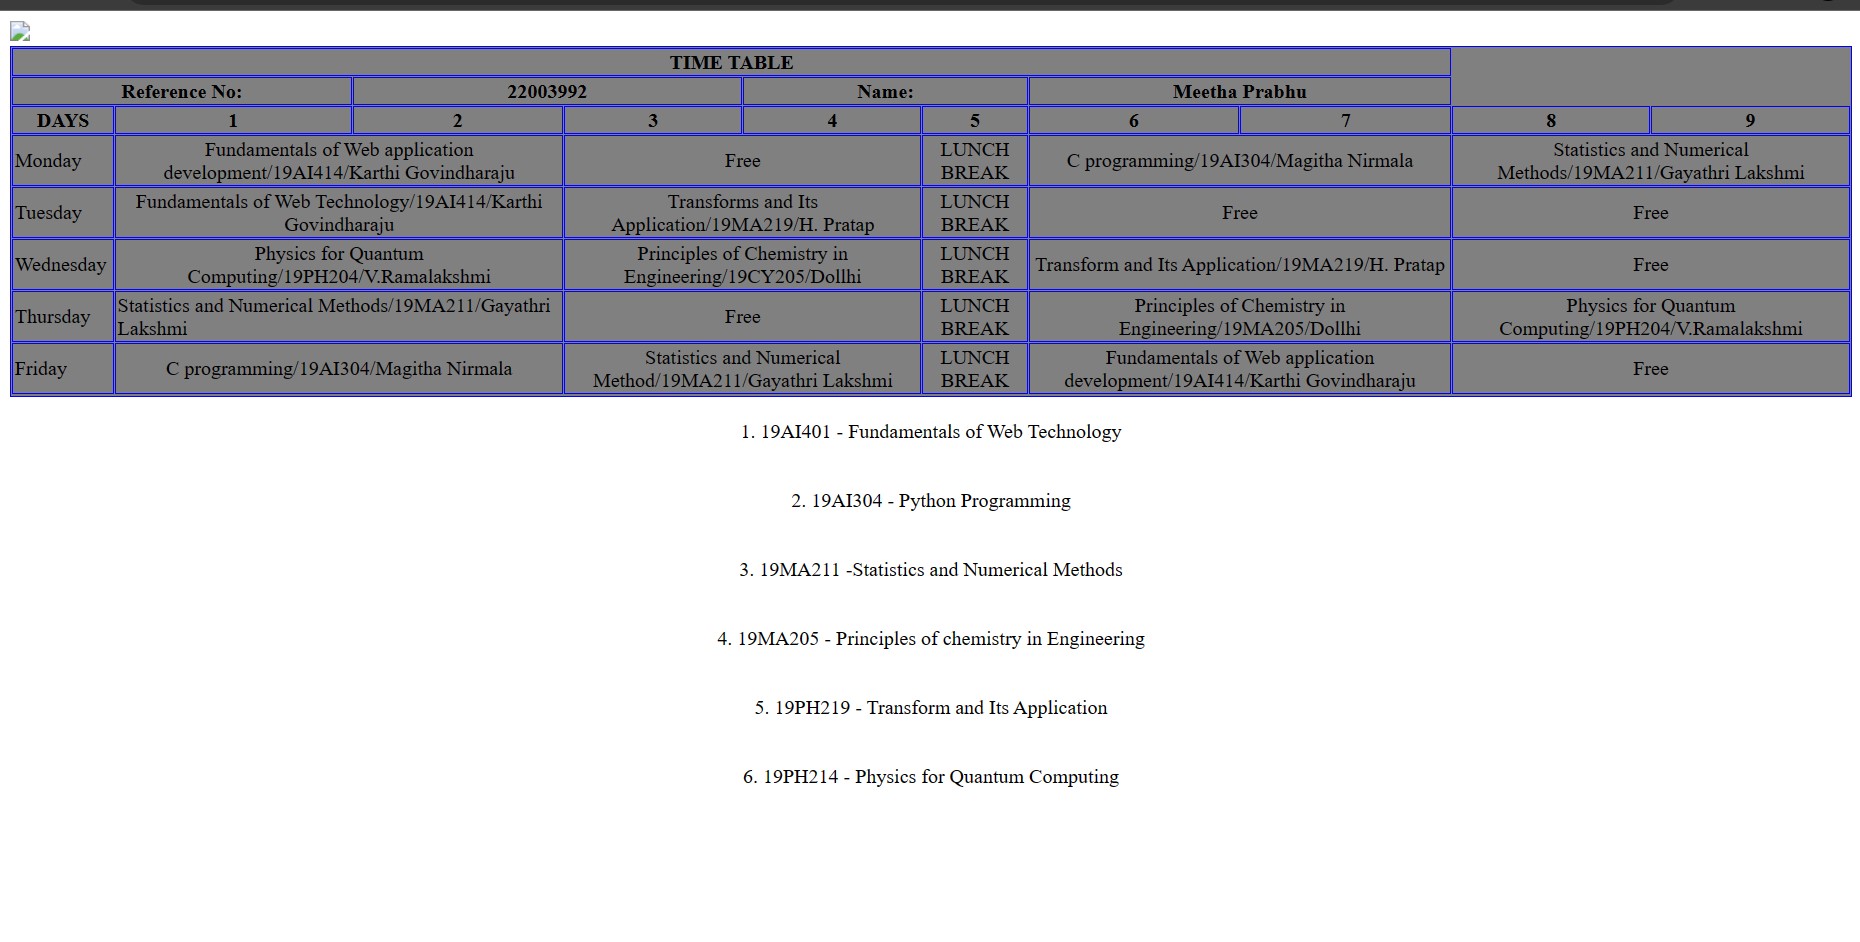 TIME TABLE
Reference No: 22003992 Name: Meetha Prabhu
DAYS 1 2 3 4 5 6 7 8 9
Monday
Fundamentals of Web application
development/19AI414/Karthi Govindharaju
Free
LUNCH
BREAK
C programming/19AI304/Magitha Nirmala
Statistics and Numerical
Methods/19MA211/Gayathri Lakshmi
Tuesday
Fundamentals of Web Technology/19AI414/Karthi
Govindharaju
Transforms and Its
Application/19MA219/H. Pratap
LUNCH
BREAK
Free
Free
Wednesday
Physics for Quantum
Computing/19PH204/V.Ramalakshmi
Principles of Chemistry in
Engineering/19CY205/Dollhi
LUNCH
BREAK
Transform and Its Application/19MA219/H. Pratap
Free
Thursday
Statistics and Numerical Methods/19MA211/Gayathri
Lakshmi
Free
LUNCH
BREAK
Principles of Chemistry in
Engineering/19MA205/Dollhi
Physics for Quantum
Computing/19PH204/V.Ramalakshmi
Friday
C programming/19AI304/Magitha Nirmala
Statistics and Numerical
Method/19MA211/Gayathri Lakshmi
LUNCH
BREAK
Fundamentals of Web application
development/19AI414/Karthi Govindharaju
Free
1. 19AI401 - Fundamentals of Web Technology
2. 19AI304 - Python Programming
3. 19MA211 -Statistics and Numerical Methods
4. 19MA205 - Principles of chemistry in Engineering
5. 19PH219 - Transform and Its Application
6. 19PH214 - Physics for Quantum Computing